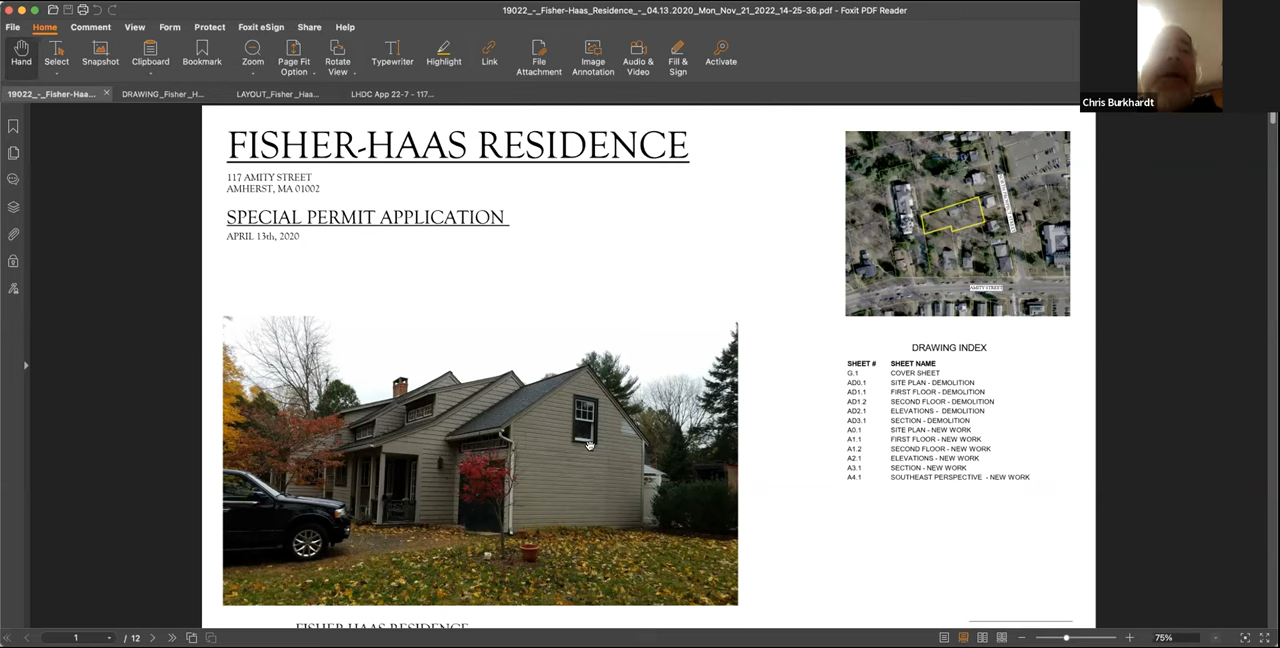 19022_-_Fisher-Haas_Residence_-_04.13.2020_Mon_Nov_21_2022_14-25-36.pdf - Foxit PDF Reader
File Home Comment View Form Protect Foxit eSign Share Help
Hand Select Snapshot Clipboard Bookmark Zoom Page Fit Option Rotate View Typewriter Highlight Link File Attachment Image Annotation Audio & Video Fill & Sign Activate
Chris Burkhardt
19022_-_Fisher-Haa... DRAWING_Fisher_H... LAYOUT_Fisher_Haa... LHDC App 22-7 - 117...
FISHER-HAAS RESIDENCE
117 AMITY STREET
AMHERST, MA 01002
SPECIAL PERMIT APPLICATION
APRIL 13th, 2020
AMITY STREET
DRAWING INDEX
SHEET # SHEET NAME
G.1 COVER SHEET
AD0.1 SITE PLAN - DEMOLITION
AD1.1 FIRST FLOOR - DEMOLITION
AD1.2 SECOND FLOOR - DEMOLITION
AD2.1 ELEVATIONS - DEMOLITION
AD3.1 SECTION - DEMOLITION
A0.1 SITE PLAN - NEW WORK
A1.1 FIRST FLOOR - NEW WORK
A1.2 SECOND FLOOR - NEW WORK
A2.1 ELEVATIONS - NEW WORK
A3.1 SECTION - NEW WORK
A4.1 SOUTHEAST PERSPECTIVE - NEW WORK
FISHER-HAAS RESIDENCE
1 / 12
75%